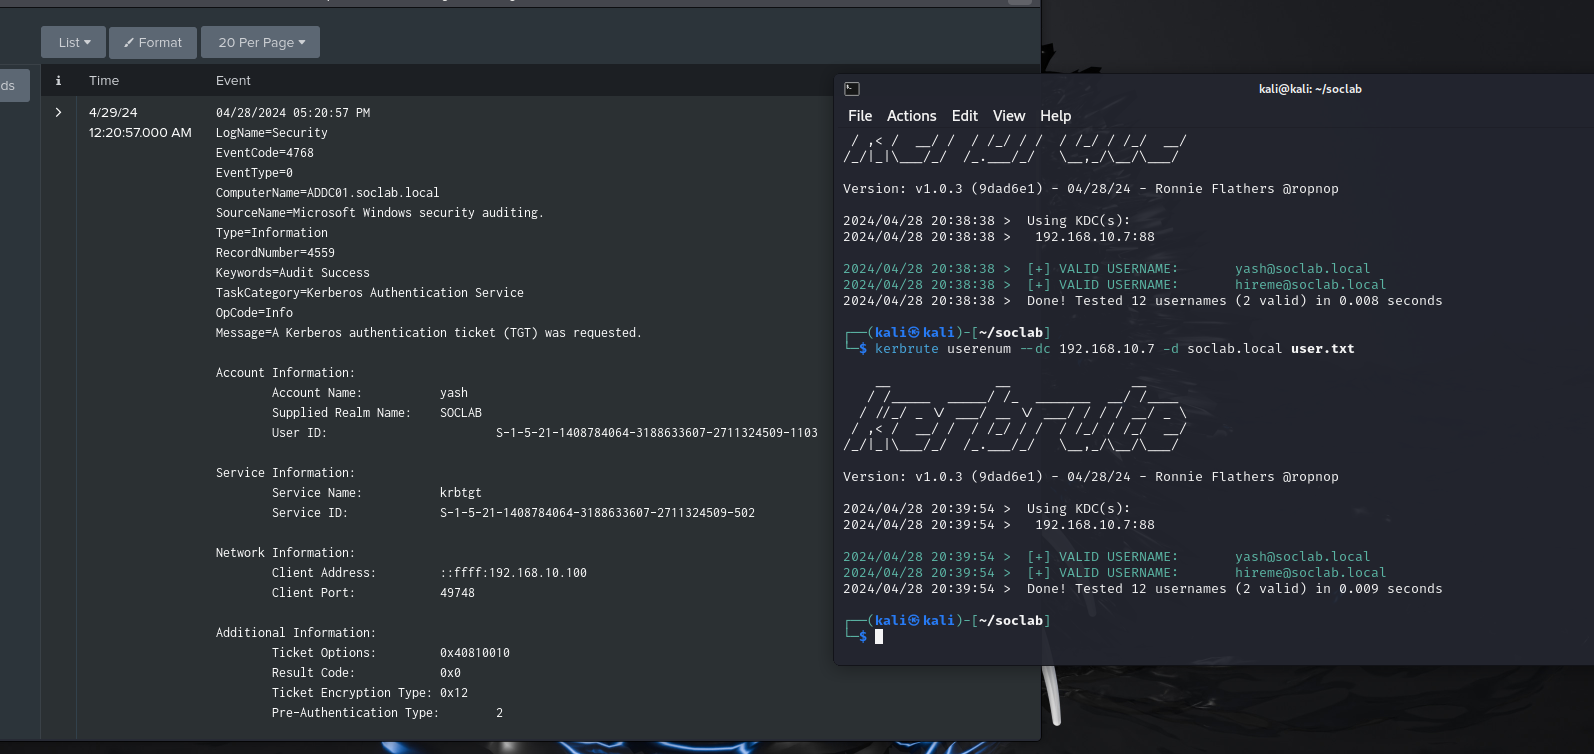 List
Format
20 Per Page
ds
i Time Event
4/29/24
12:20:57.000 AM
04/28/2024 05:20:57 PM
LogName=Security
EventCode=4768
EventType=0
ComputerName=ADDC01.soclab.local
SourceName=Microsoft Windows security auditing.
Type=Information
RecordNumber=4559
Keywords=Audit Success
TaskCategory=Kerberos Authentication Service
OpCode=Info
Message=A Kerberos authentication ticket (TGT) was requested.
Account Information:
Account Name: yash
Supplied Realm Name: SOCLAB
User ID: S-1-5-21-1408784064-3188633607-2711324509-1103
Service Information:
Service Name: krbtgt
Service ID: S-1-5-21-1408784064-3188633607-2711324509-502
Network Information:
Client Address: ::ffff:192.168.10.100
Client Port: 49748
Additional Information:
Ticket Options: 0x40810010
Result Code: 0x0
Ticket Encryption Type: 0x12
Pre-Authentication Type: 2
kali@kali: ~/soclab
File Actions Edit View Help
Version: v1.0.3 (9dad6e1) - 04/28/24 - Ronnie Flathers @ropnop
2024/04/28 20:38:38 > Using KDC(s):
2024/04/28 20:38:38 > 192.168.10.7:88
2024/04/28 20:38:38 > [+] VALID USERNAME: yash@soclab.local
2024/04/28 20:38:38 > [+] VALID USERNAME: hireme@soclab.local
2024/04/28 20:38:38 > Done! Tested 12 usernames (2 valid) in 0.008 seconds
┌──(kali㉿kali)-[~/soclab]
└─$ kerbrute userenum --dc 192.168.10.7 -d soclab.local user.txt
kerbrute
Version: v1.0.3 (9dad6e1) - 04/28/24 - Ronnie Flathers @ropnop
2024/04/28 20:39:54 > Using KDC(s):
2024/04/28 20:39:54 > 192.168.10.7:88
2024/04/28 20:39:54 > [+] VALID USERNAME: yash@soclab.local
2024/04/28 20:39:54 > [+] VALID USERNAME: hireme@soclab.local
2024/04/28 20:39:54 > Done! Tested 12 usernames (2 valid) in 0.009 seconds
┌──(kali㉿kali)-[~/soclab]
└─$